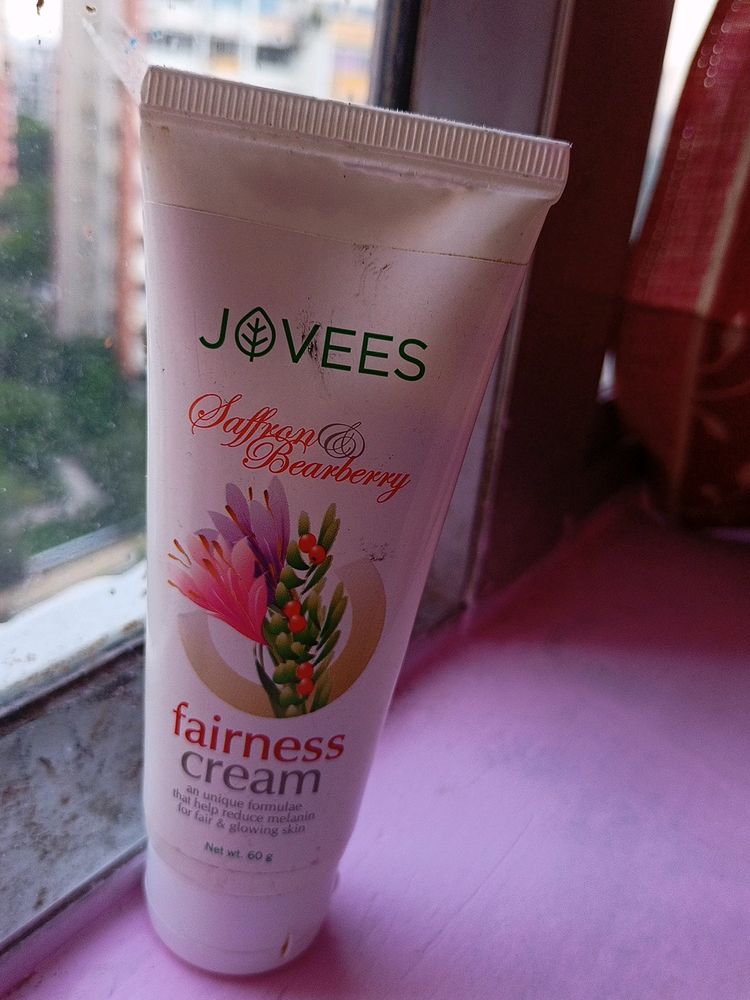 JOVEES
Saffron &
Bearberry
fairness
cream
an unique formulae
that help reduce melanin
for fair & glowing skin
Net wt. 60 g